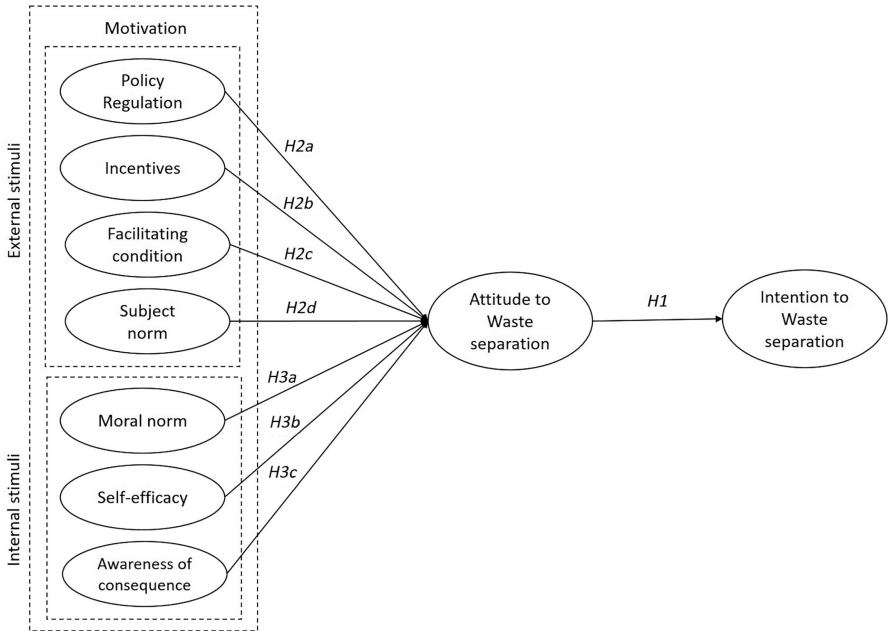 Motivation
External stimuli
Policy
Regulation
Incentives
Facilitating
condition
Subject
norm
Internal stimuli
Moral norm
Self-efficacy
Awareness of
consequence
H2a
H2b
H2c
H2d
H3a
H3b
H3c
Attitude to
Waste
separation
H1
Intention to
Waste
separation